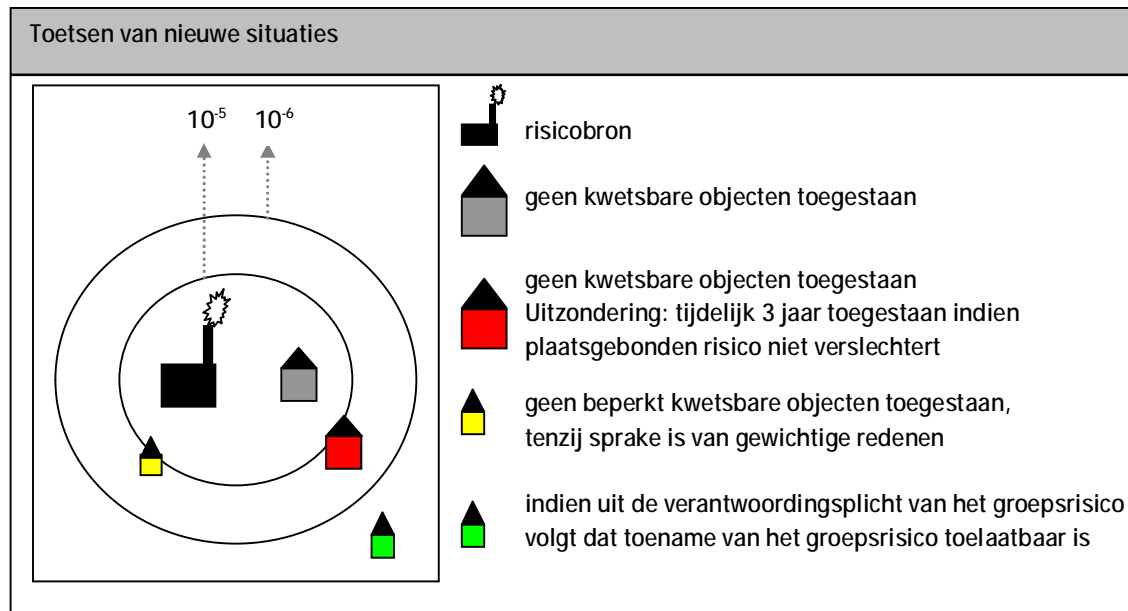 Toetsen van nieuwe situaties
10-5 10-6
risicobron
geen kwetsbare objecten toegestaan
geen kwetsbare objecten toegestaan
Uitzondering: tijdelijk 3 jaar toegestaan indien
plaatsgebonden risico niet verslechtert
geen beperkt kwetsbare objecten toegestaan,
tenzij sprake is van gewichtige redenen
indien uit de verantwoordingsplicht van het groepsrisico
volgt dat toename van het groepsrisico toelaatbaar is